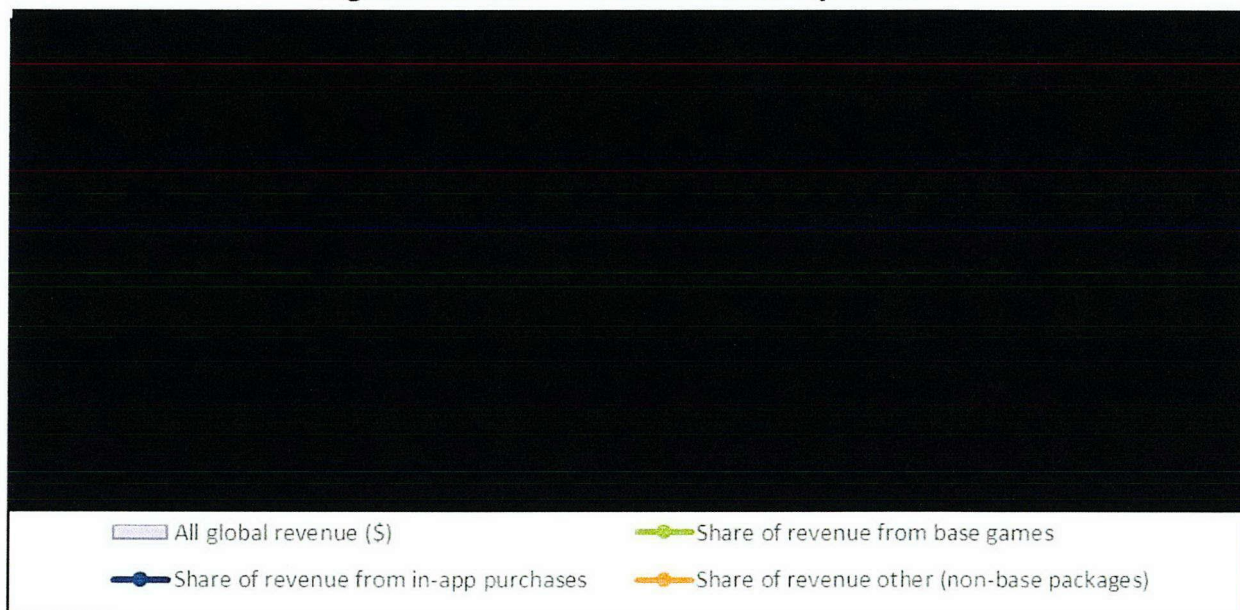 All global revenue ($) Share of revenue from base games
Share of revenue from in-app purchases Share of revenue other (non-base packages)